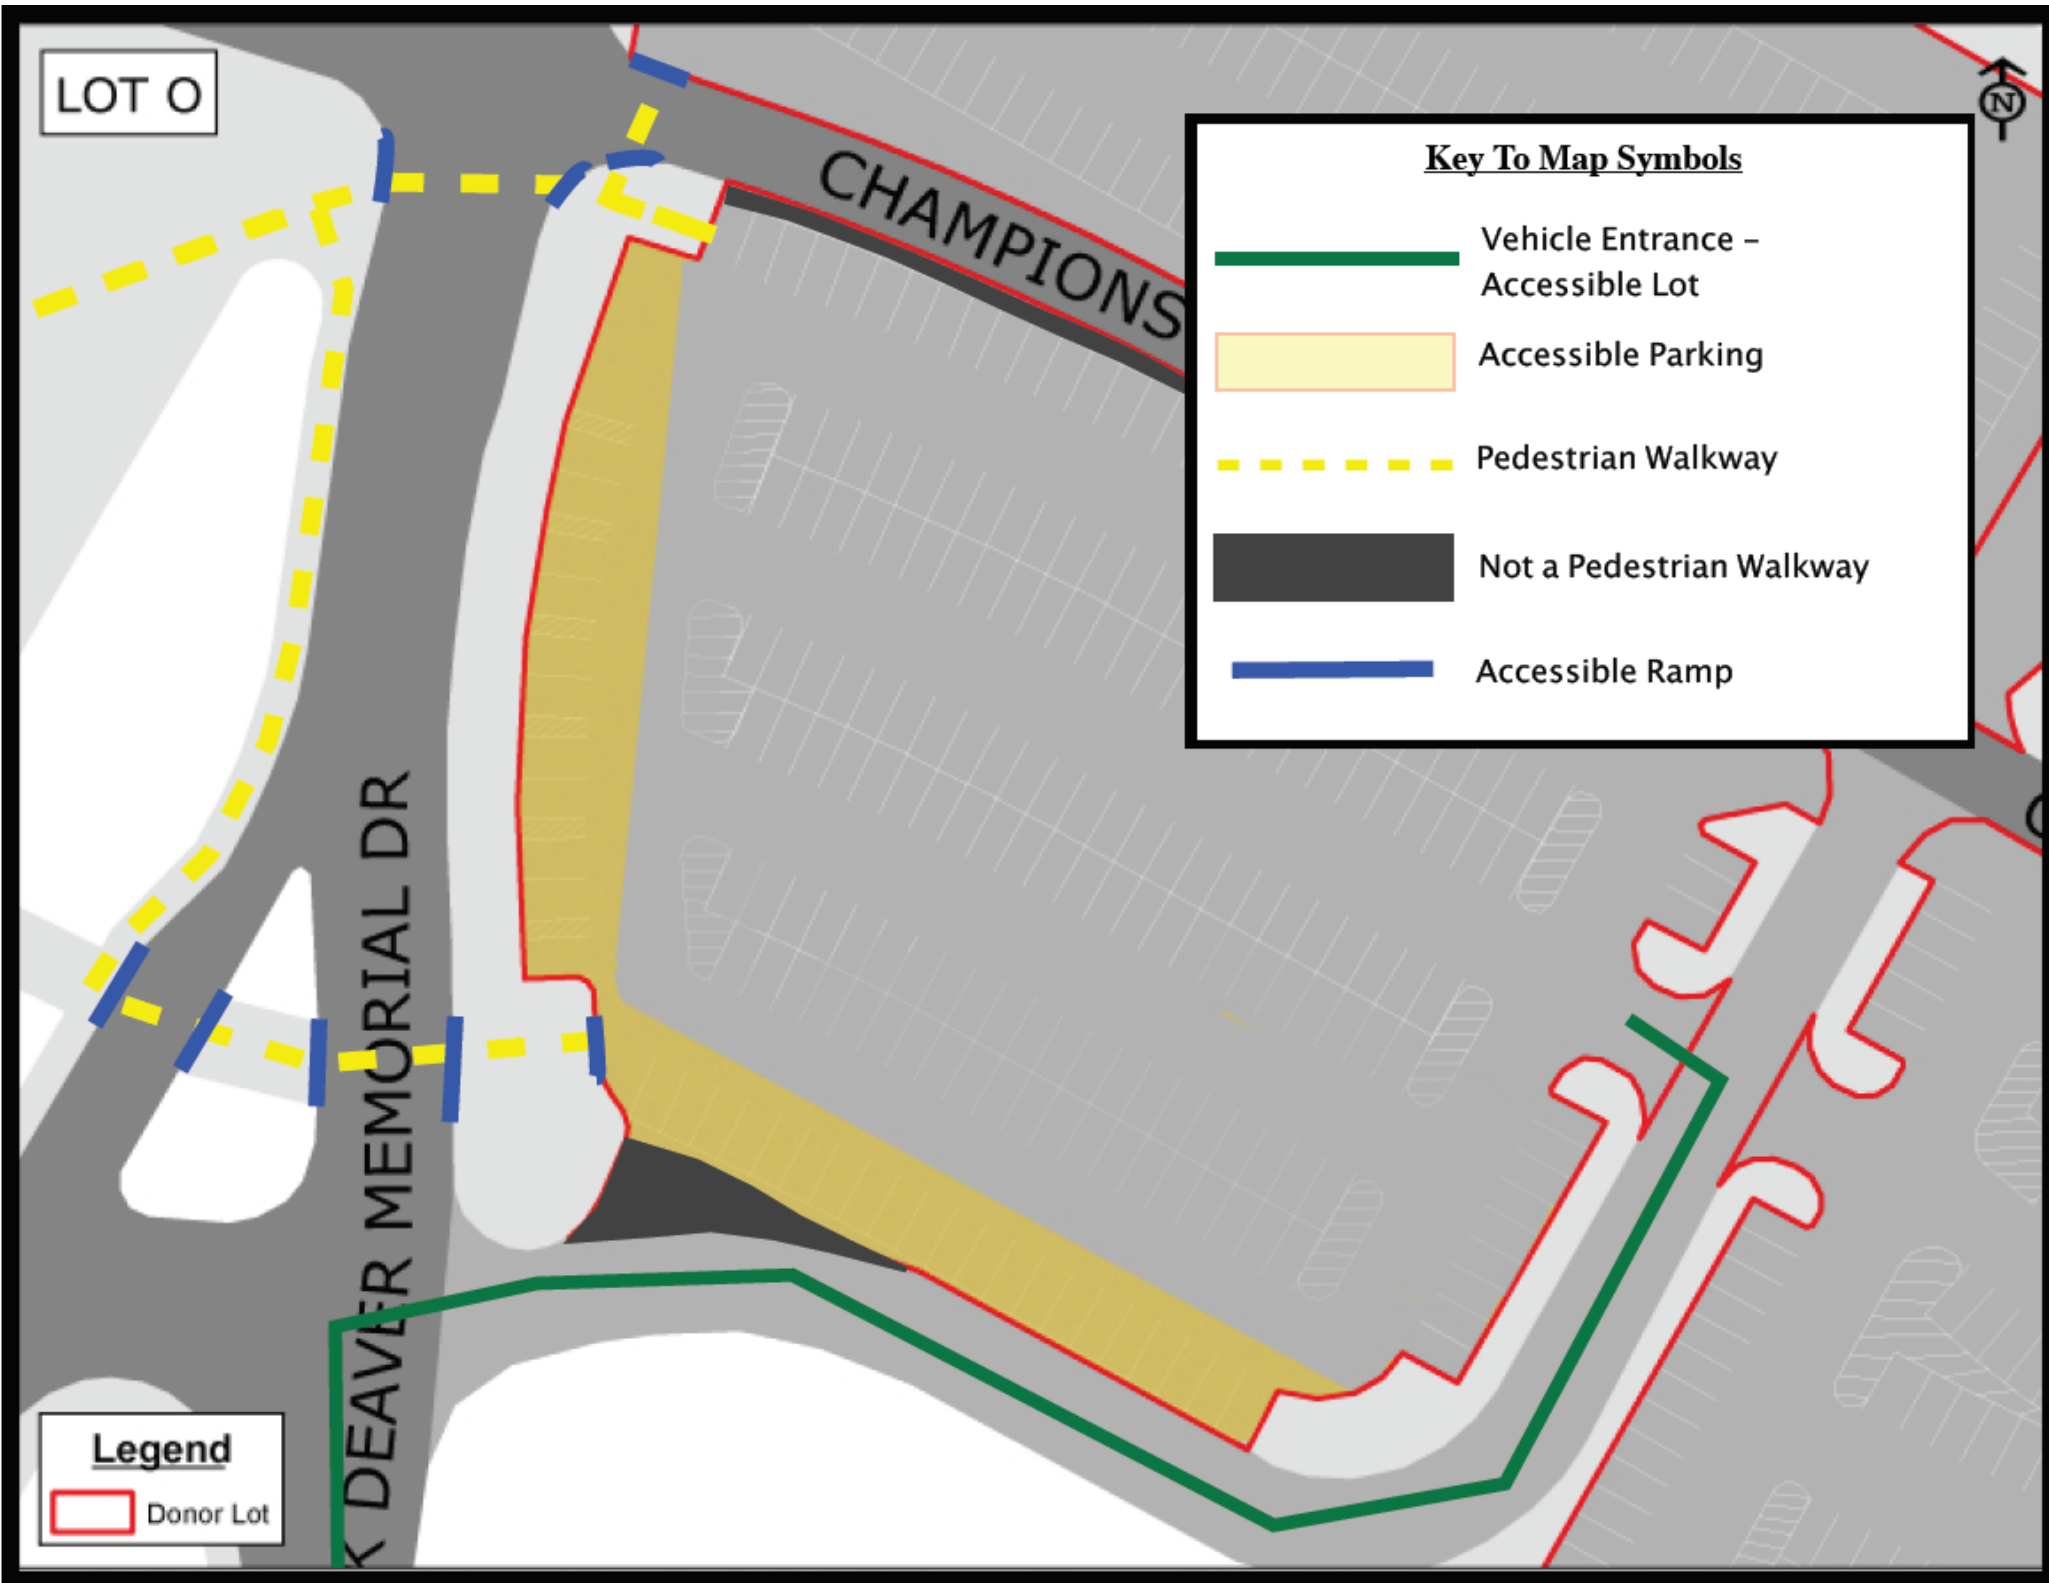 LOT O
N
CHAMPIONS
Key To Map Symbols
Vehicle Entrance –
Accessible Lot
Accessible Parking
Pedestrian Walkway
Not a Pedestrian Walkway
Accessible Ramp
K DEAVER MEMORIAL DR
Legend
Donor Lot